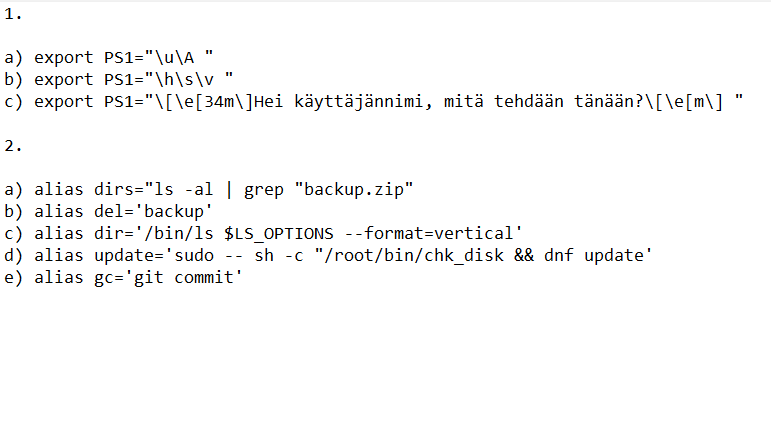 1.
a) export PS1="\u\A "
b) export PS1="\h\s\v "
c) export PS1="\[\e[34m\]Hei käyttäjännimi, mitä tehdään tänään?\[\e[m\] "
2.
a) alias dirs="ls -al | grep "backup.zip"
b) alias del='backup'
c) alias dir='/bin/ls $LS_OPTIONS --format=vertical'
d) alias update='sudo -- sh -c "/root/bin/chk_disk && dnf update'
e) alias gc='git commit'